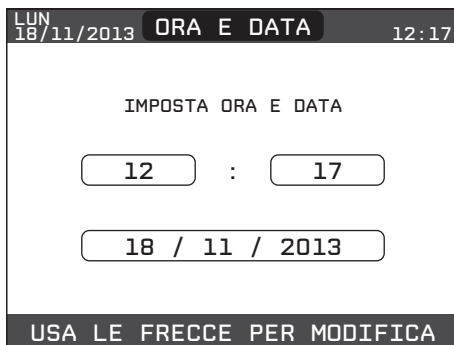 LUN
18/11/2013 ORA E DATA 12:17
IMPOSTA ORA E DATA
12 : 17
18 / 11 / 2013
USA LE FRECCE PER MODIFICA